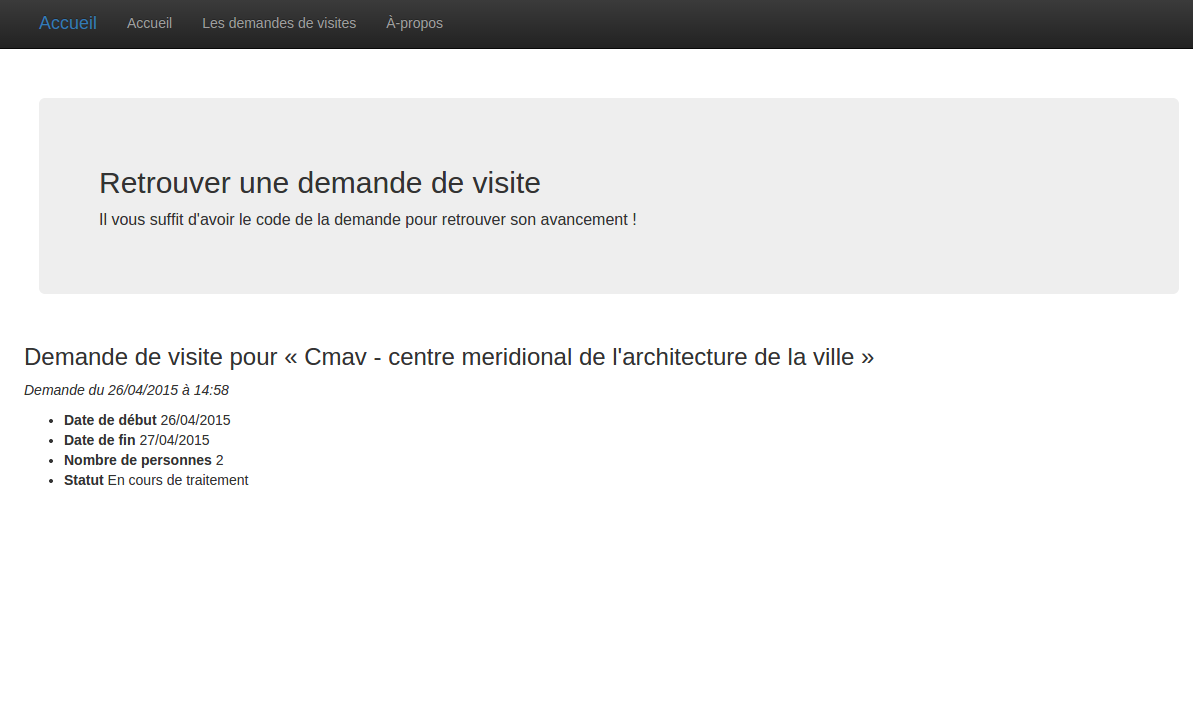 Accueil Accueil Les demandes de visites À-propos
Retrouver une demande de visite
Il vous suffit d'avoir le code de la demande pour retrouver son avancement !
Demande de visite pour « Cmav - centre meridional de l'architecture de la ville »
Demande du 26/04/2015 à 14:58
• Date de début 26/04/2015
• Date de fin 27/04/2015
• Nombre de personnes 2
• Statut En cours de traitement